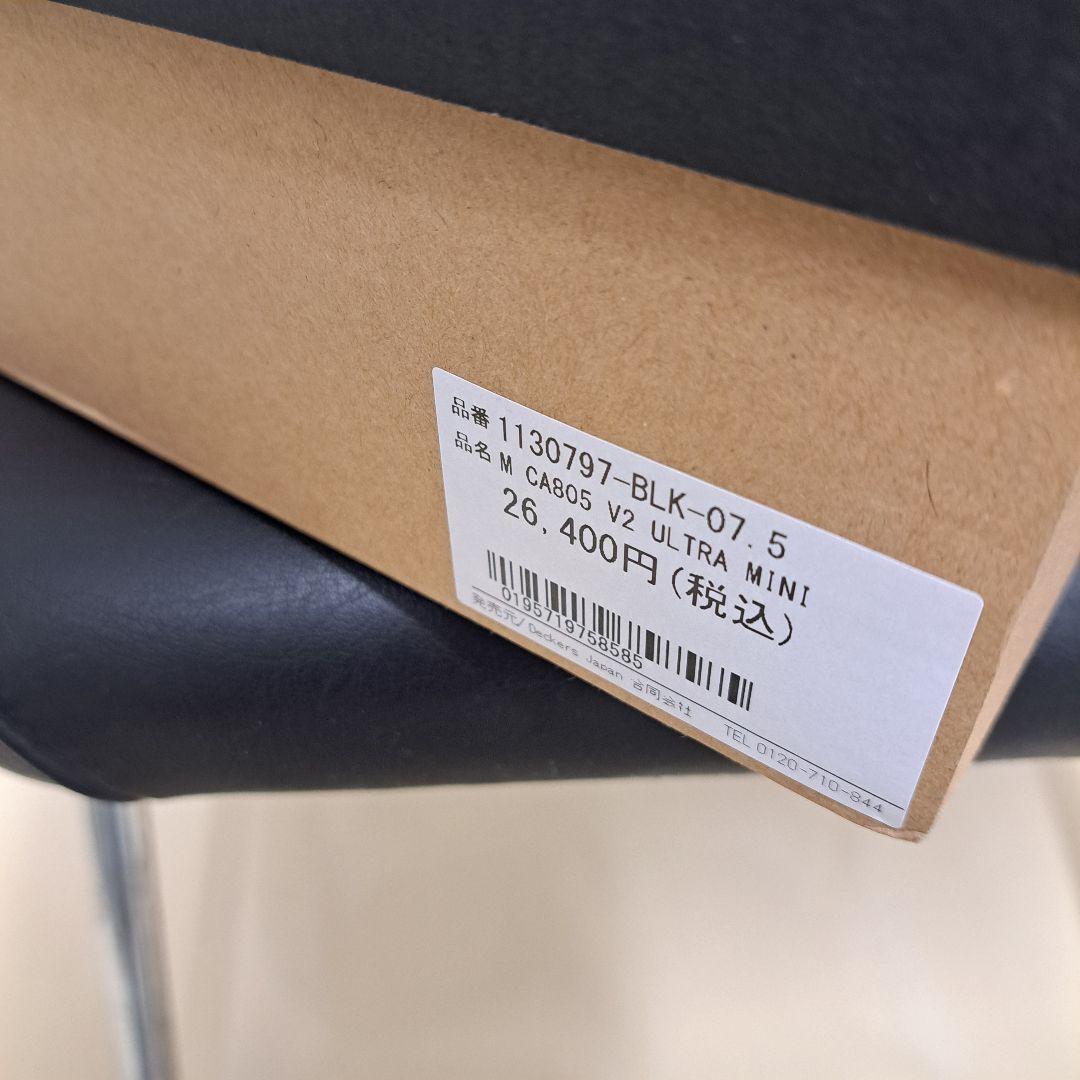 品番 1130797-BLK-07.5
品名 M CA805 V2 ULTRA MINI
26,400円(税込)
0195719758585
発売元/Deckers Japan 合同会社 TEL 0120-710-844